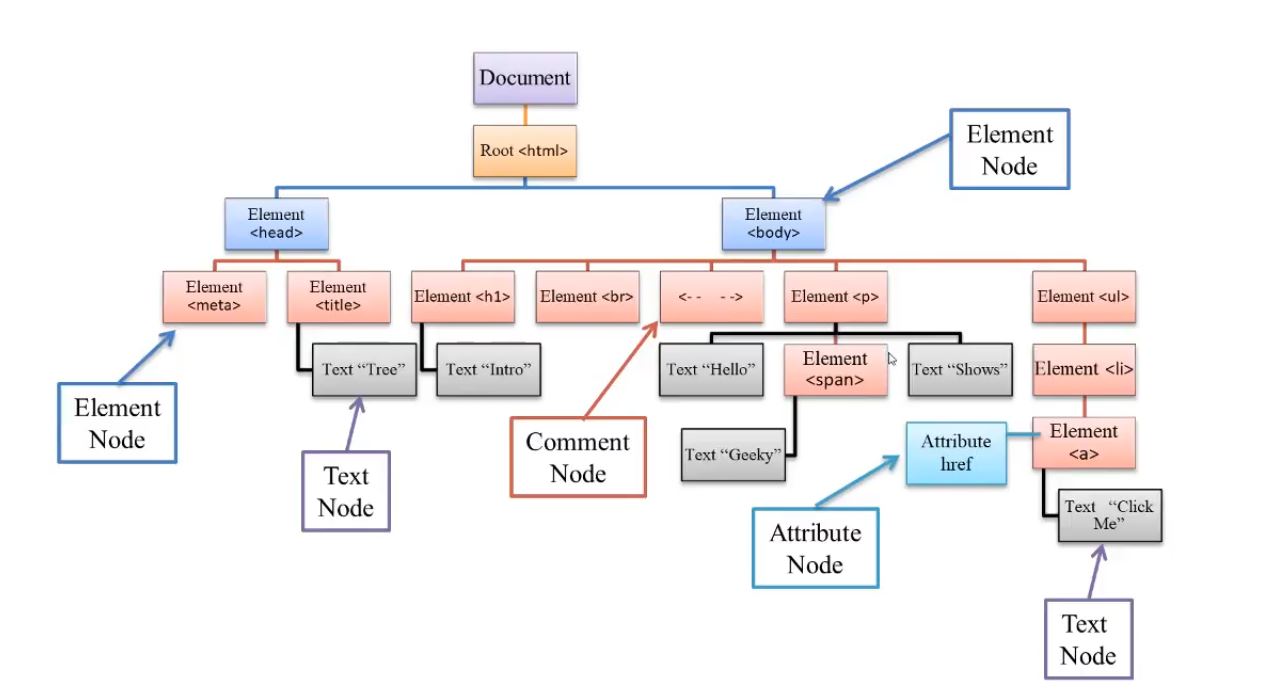 Document
Element
Node
Root <html>
Element
<head>
Element
<body>
Element
<meta>
Element
<title>
Element <h1>
Element <br>
<-- -->
Element <p>
Element <ul>
Text “Tree”
Text “Intro”
Text “Hello”
Element
<span>
Text “Shows”
Element <li>
Element
Node
Comment
Node
Text “Geeky”
Attribute
href
Element
<a>
Text
Node
Attribute
Node
Text “Click
Me”
Text
Node